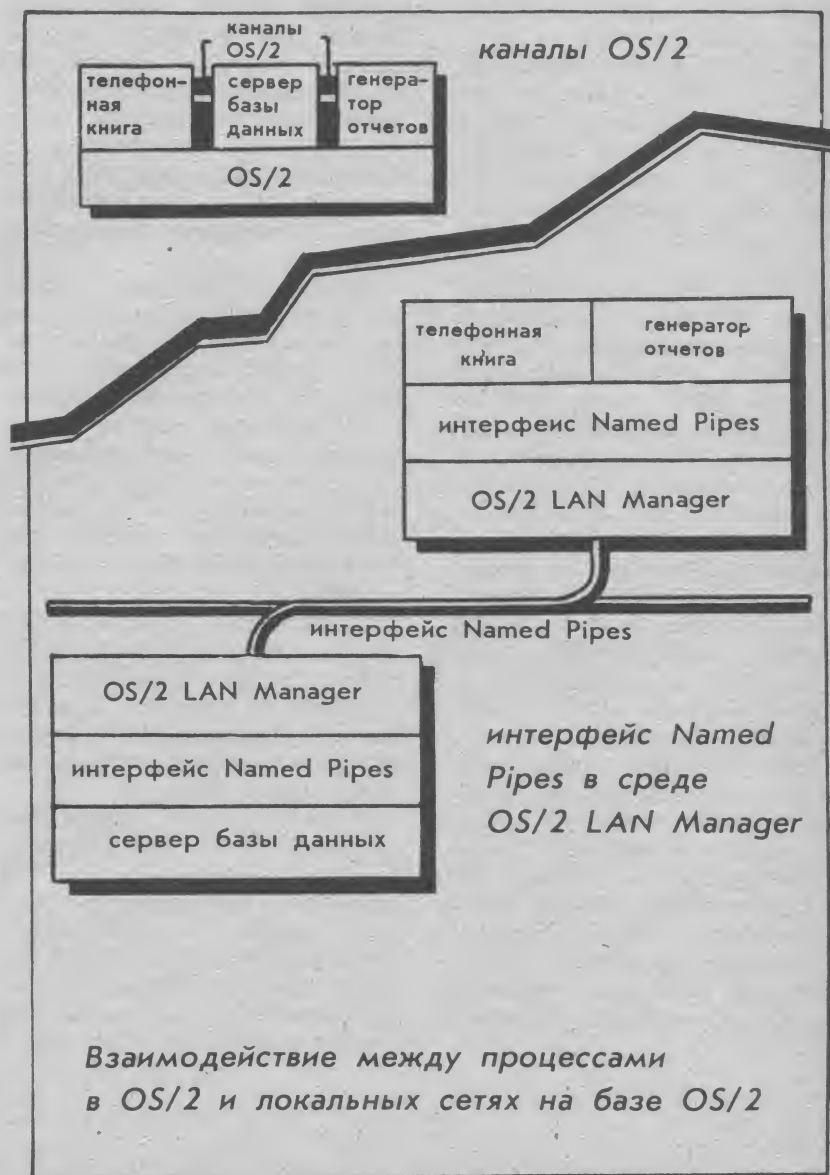 каналы
OS/2
каналы OS/2
телефон-
ная
книга
сервер
базы
данных
генера-
тор
отчетов
OS/2
телефонная
книга
генератор
отчетов
интерфеис Named Pipes
OS/2 LAN Manager
интерфейс Named Pipes
OS/2 LAN Manager
интерфейс Named Pipes
сервер базы данных
интерфейс Named
Pipes в среде
OS/2 LAN Manager
Взаимодействие между процессами
в OS/2 и локальных сетях на базе OS/2